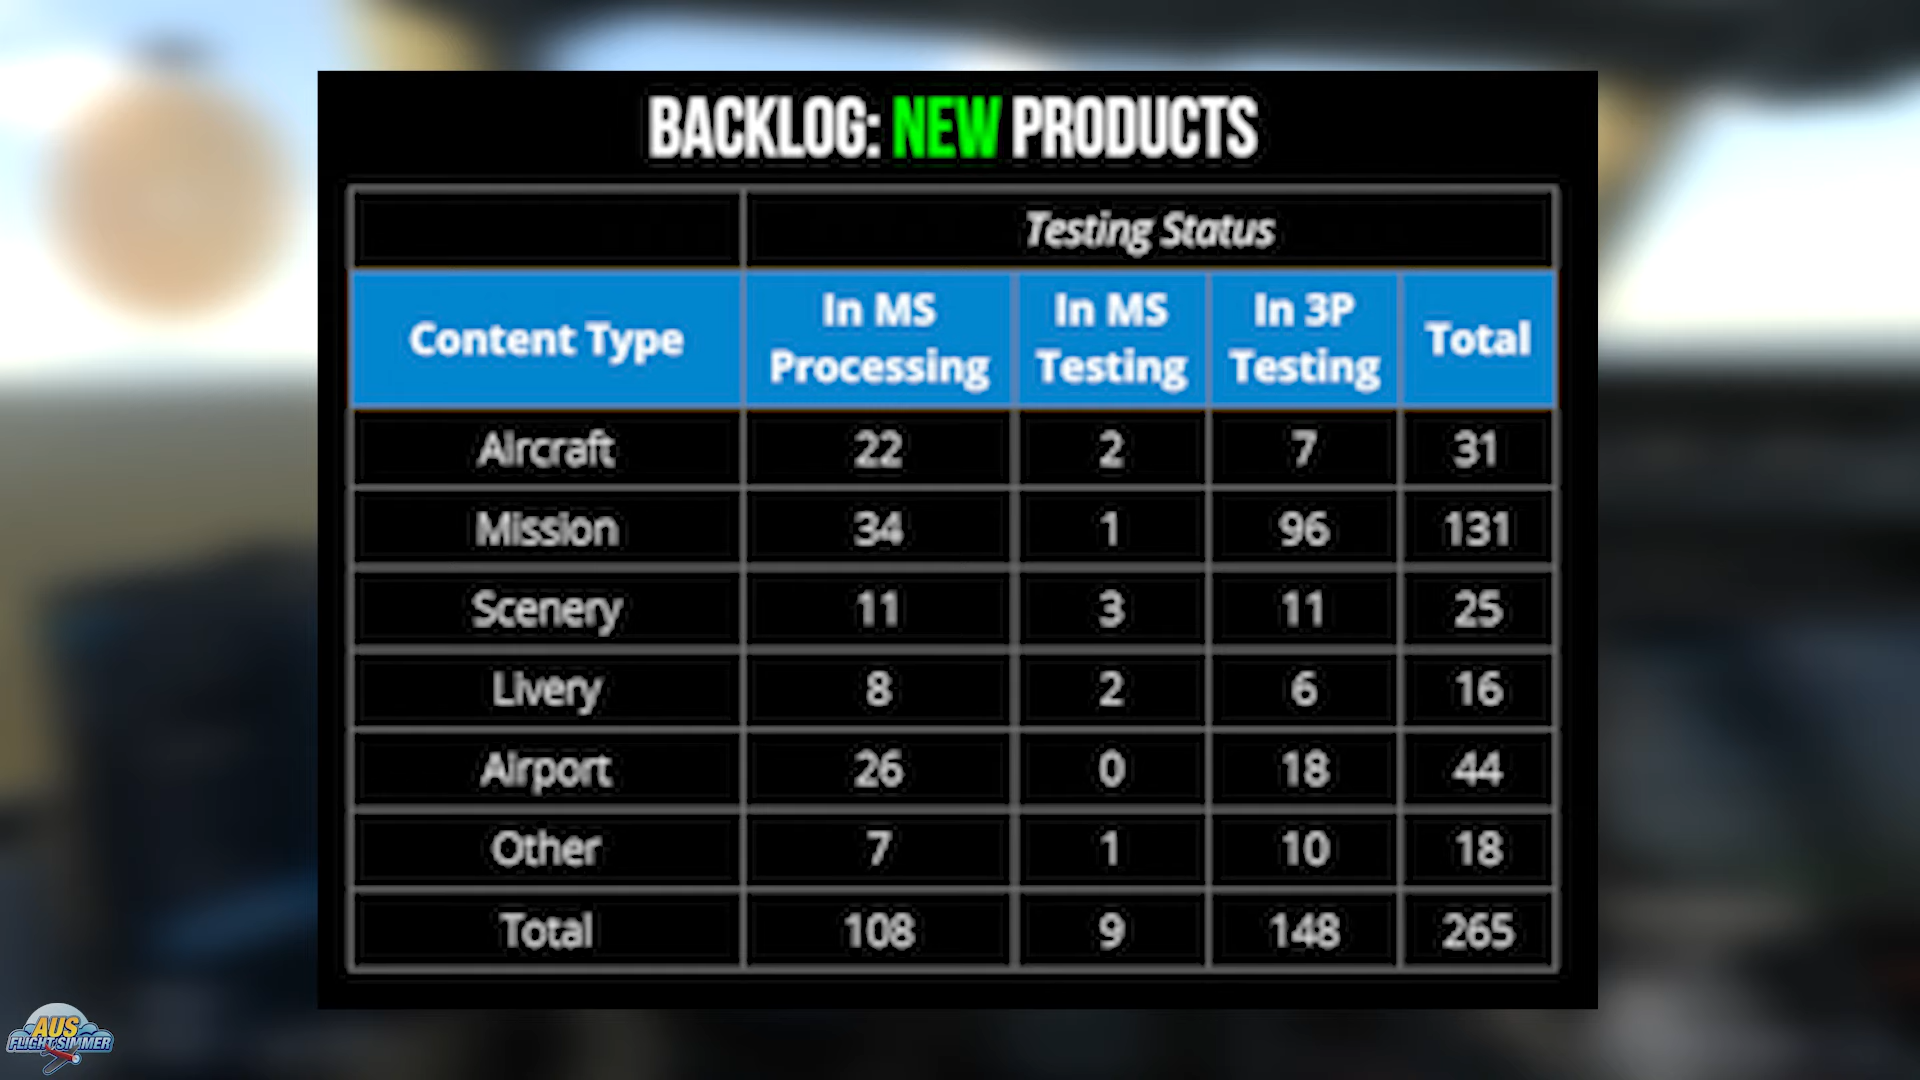 BACKLOG: NEW PRODUCTS
Testing Status
Content Type In MS Processing In MS Testing In 3P Testing Total
Aircraft 22 2 7 31
Mission 34 1 96 131
Scenery 11 3 11 25
Livery 8 2 6 16
Airport 26 0 18 44
Other 7 1 10 18
Total 108 9 148 265
AUS
FLIGHTSIMMER